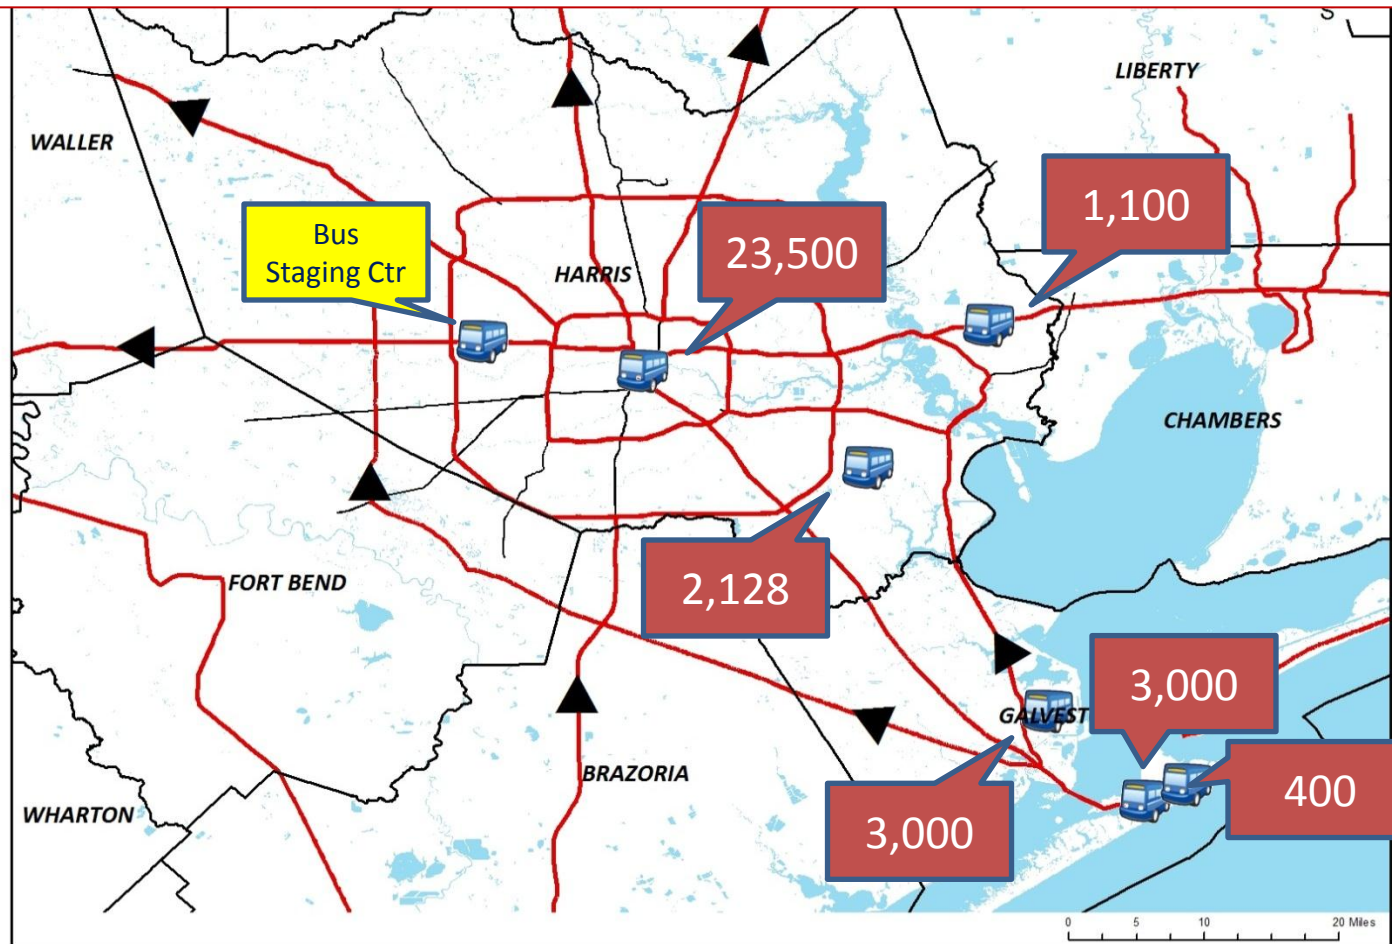 S
LIBERTY
WALLER
1,100
Bus
Staging Ctr
23,500
HARRIS
CHAMBERS
2,128
FORT BEND
3,000
GALVEST
BRAZORIA
400
WHARTON
3,000
0 5 10 20 Miles